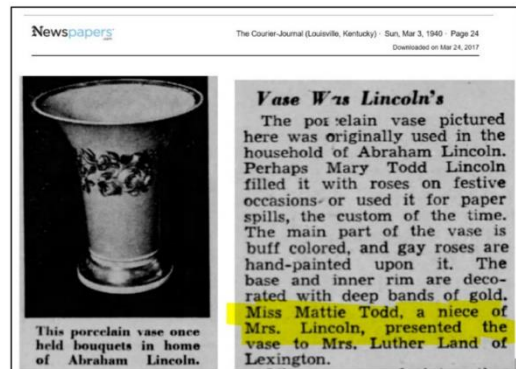 Newspapers
The Courier-Journal (Louisville, Kentucky) · Sun, Mar 3, 1940 · Page 24
Downloaded on Mar 24, 2017
Vase Was Lincoln's
The porcelain vase pictured
here was originally used in the
household of Abraham Lincoln.
Perhaps Mary Todd Lincoln
filled it with roses on festive
occasions or used it for paper
spills, the custom of the time.
The main part of the vase is
buff colored, and gay roses are
hand-painted upon it. The
base and inner rim are deco-
rated with deep bands of gold.
Miss Mattie Todd, a niece of
Mrs. Lincoln, presented the
vase to Mrs. Luther Land of
Lexington.
This porcelain vase once
held bouquets in home
of Abraham Lincoln.